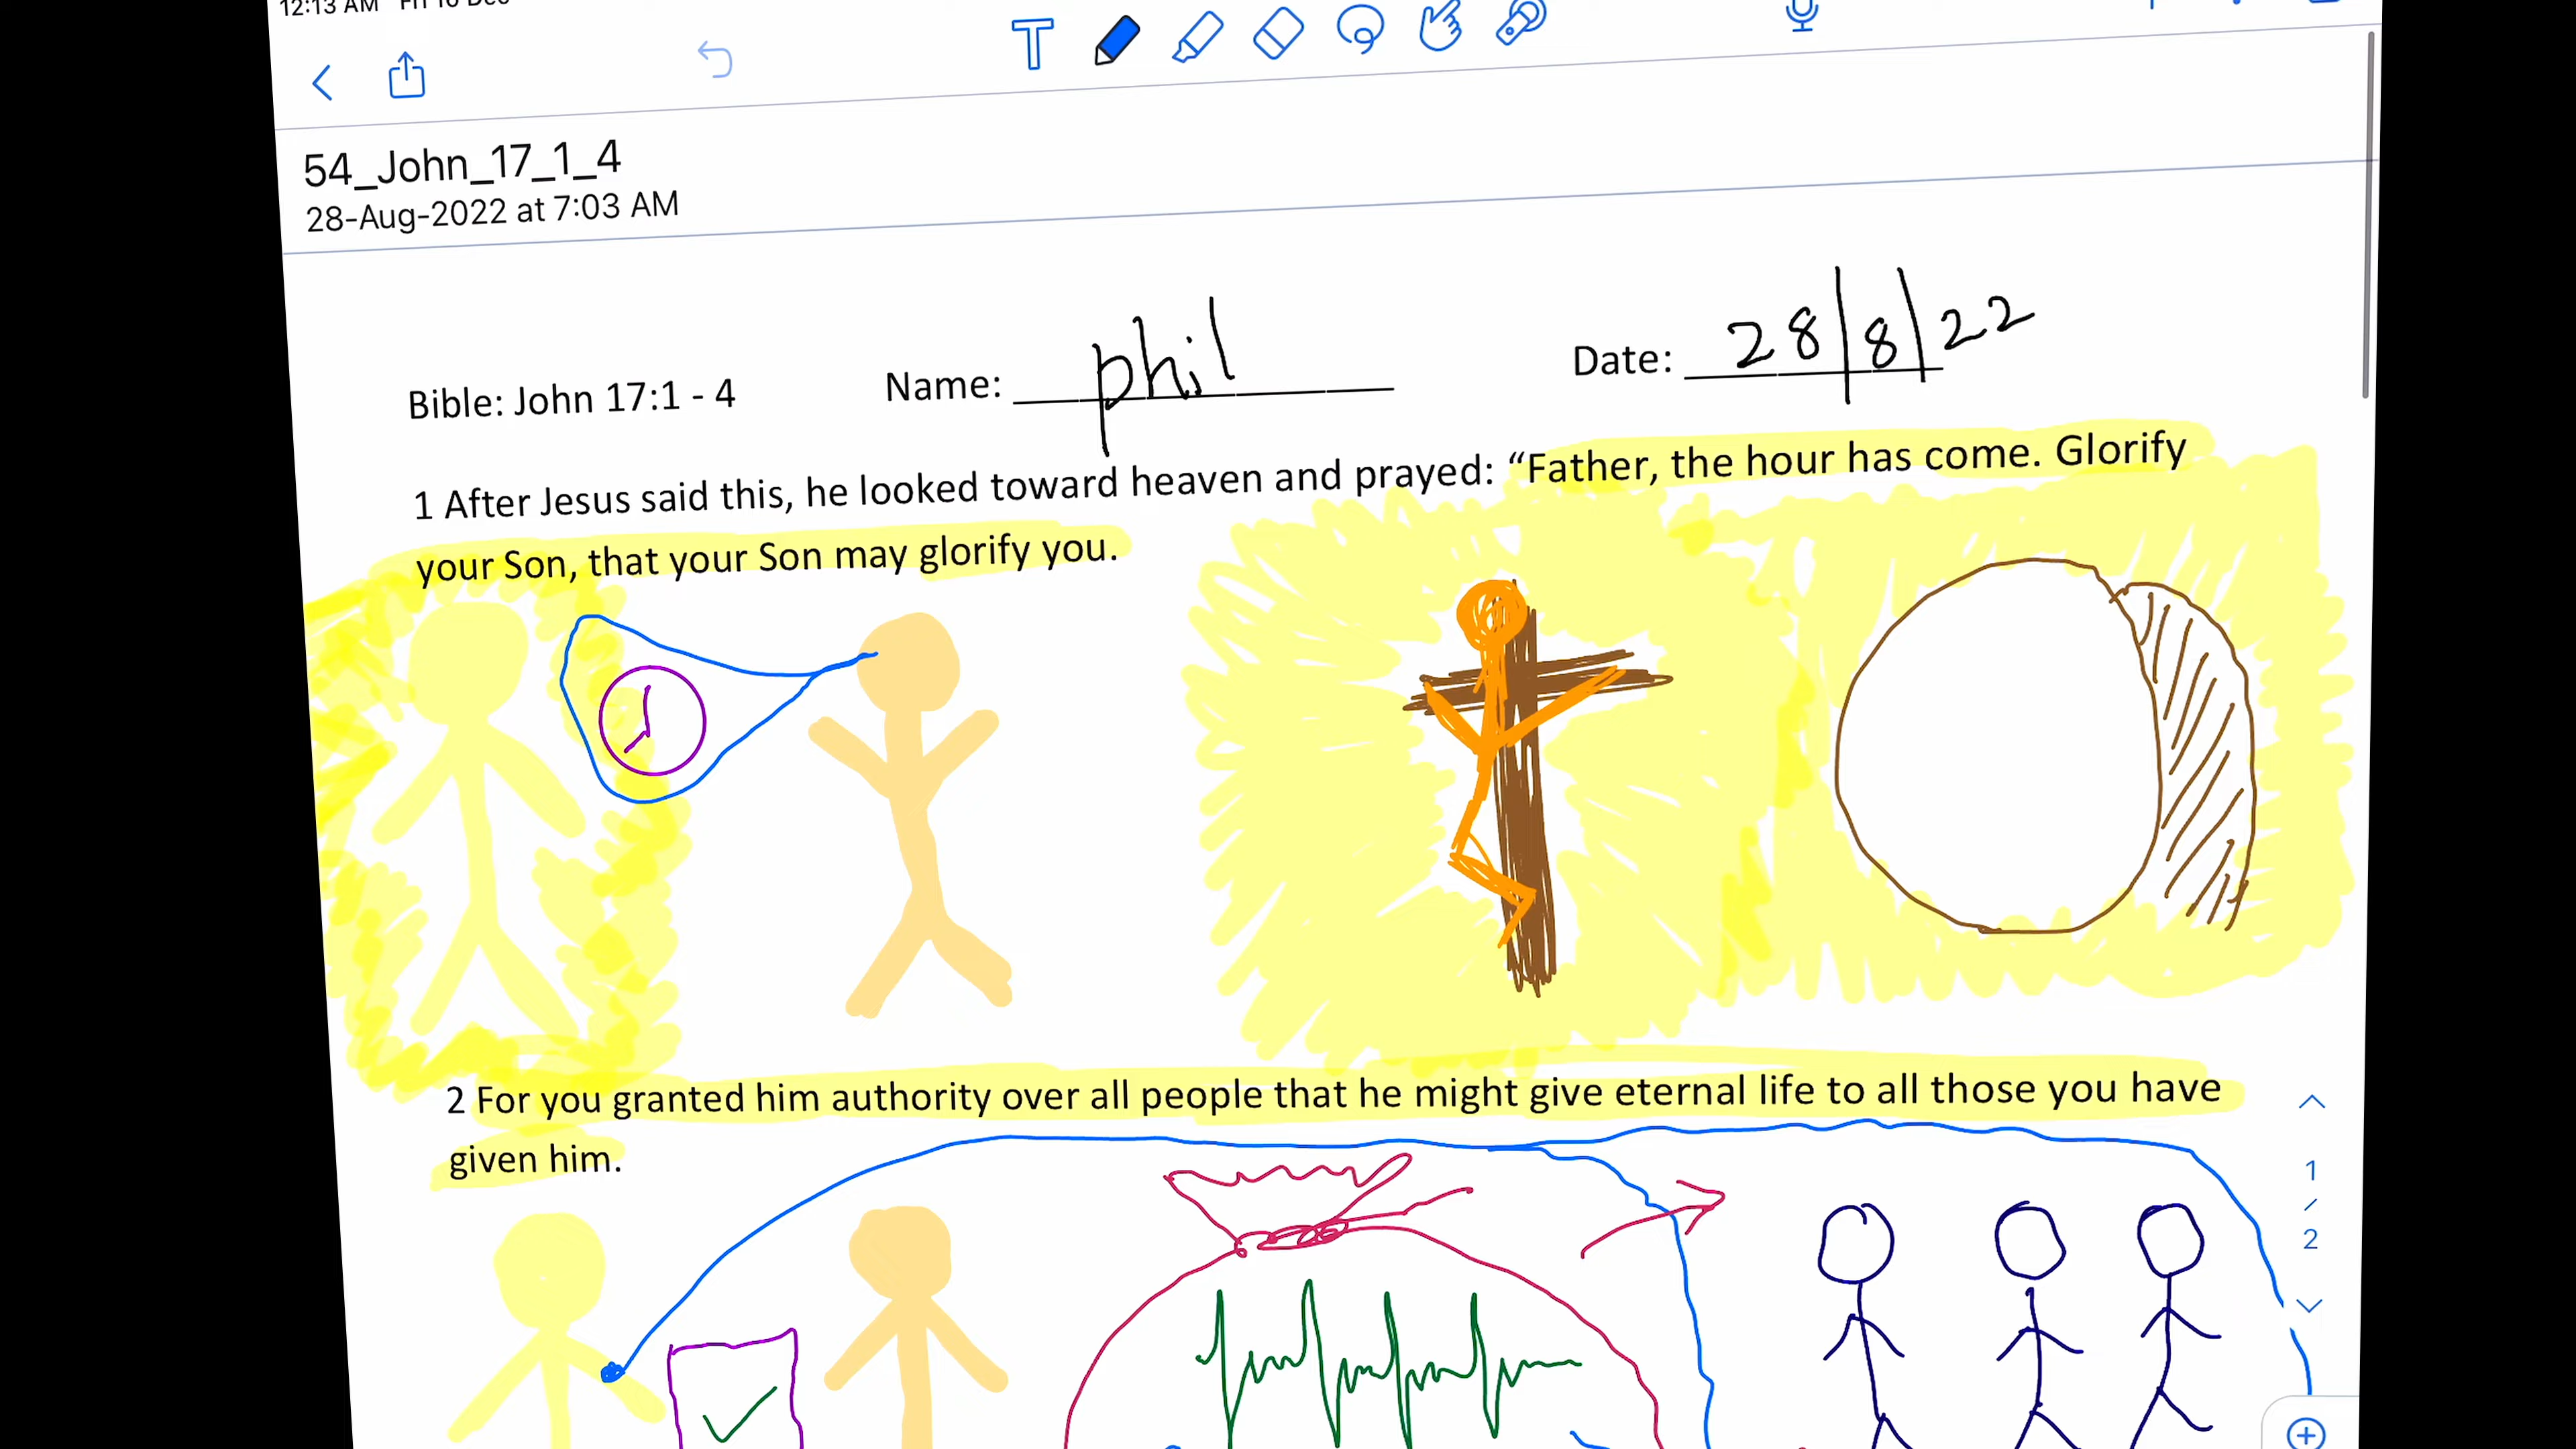 12:13 AM Fri 16 Dec
54_John_17_1_4
28-Aug-2022 at 7:03 AM
Bible: John 17:1 - 4 Name: phil Date: 28/8/22
1 After Jesus said this, he looked toward heaven and prayed: “Father, the hour has come. Glorify
your Son, that your Son may glorify you.
2 For you granted him authority over all people that he might give eternal life to all those you have
given him.
1
/
2